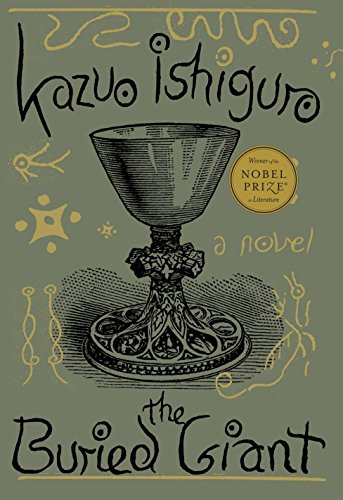 Kazuo Ishiguro
Winner of the
NOBEL
PRIZE®
in Literature
a novel
the
Buried Giant